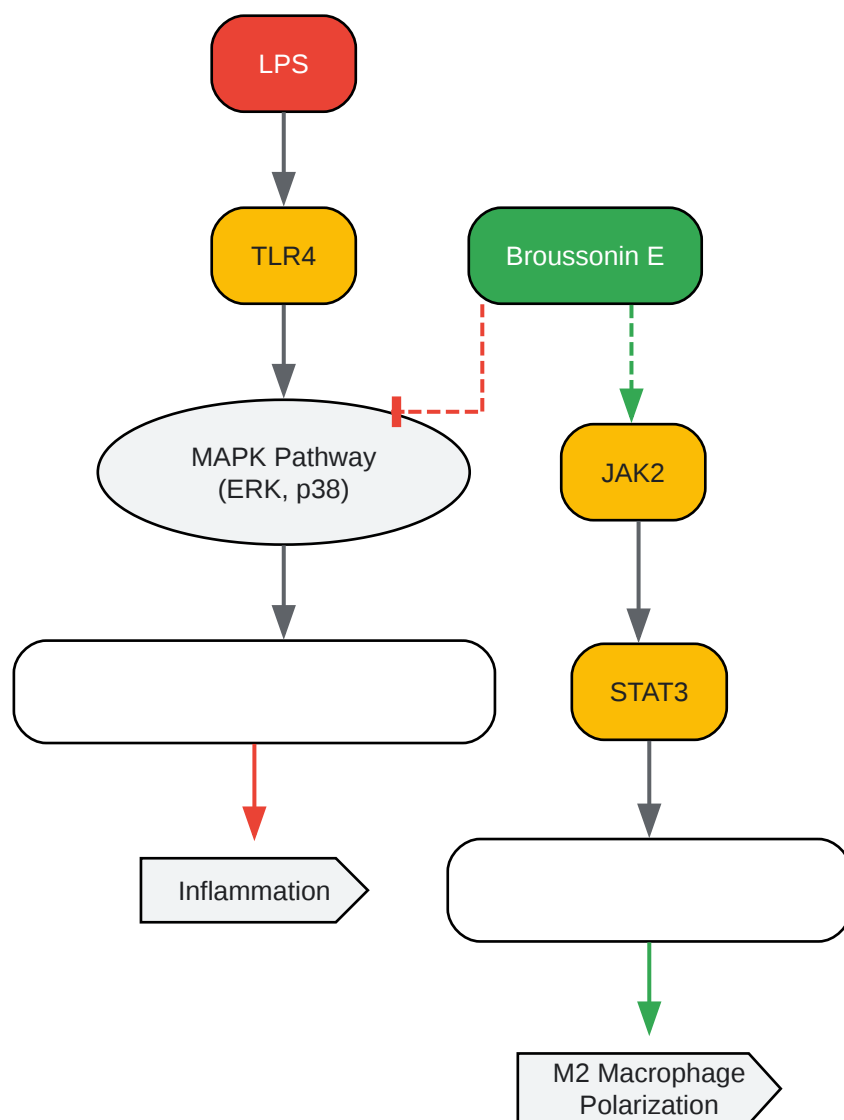 LPS
TLR4
Broussonin E
MAPK Pathway
(ERK, p38)
JAK2
STAT3
Inflammation
M2 Macrophage
Polarization